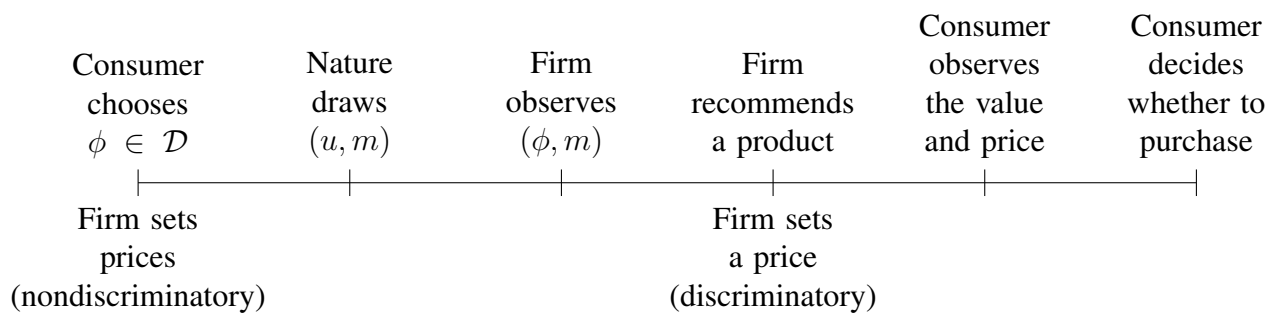 Consumer
chooses
ϕ ∈ 𝒟
Nature
draws
(u, m)
Firm
observes
(ϕ, m)
Firm
recommends
a product
Consumer
observes
the value
and price
Consumer
decides
whether to
purchase
Firm sets
prices
(nondiscriminatory)
Firm sets
a price
(discriminatory)